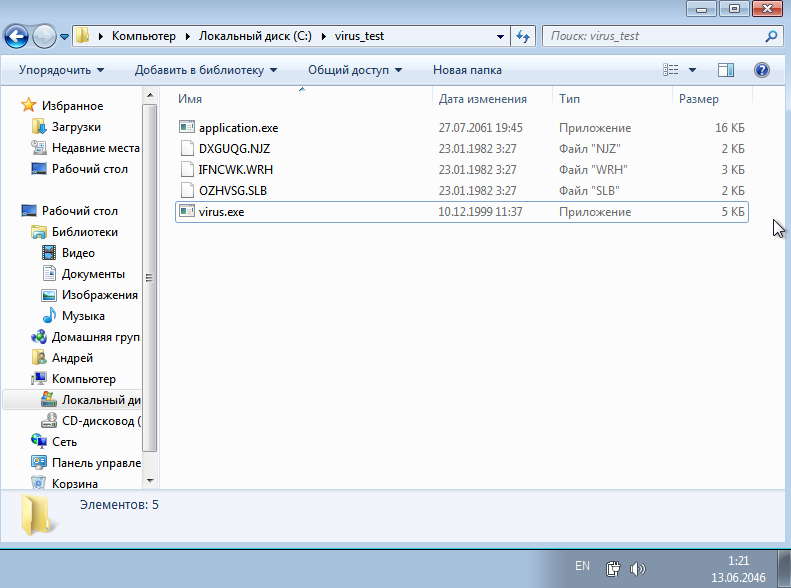 Компьютер Локальный диск (C:) virus_test
Поиск: virus_test
Упорядочить Добавить в библиотеку Общий доступ Новая папка
Избранное
Загрузки
Недавние места
Рабочий стол
Рабочий стол
Библиотеки
Видео
Документы
Изображения
Музыка
Домашняя груп
Андрей
Компьютер
Локальный ди
CD-дисковод (
Сеть
Панель управле
Корзина
Имя Дата изменения Тип Размер
application.exe 27.07.2061 19:45 Приложение 16 КБ
DXGUQG.NJZ 23.01.1982 3:27 Файл "NJZ" 2 КБ
IFNCWK.WRH 23.01.1982 3:27 Файл "WRH" 3 КБ
OZHVSG.SLB 23.01.1982 3:27 Файл "SLB" 2 КБ
virus.exe 10.12.1999 11:37 Приложение 5 КБ
Элементов: 5
EN
1:21
13.06.2046